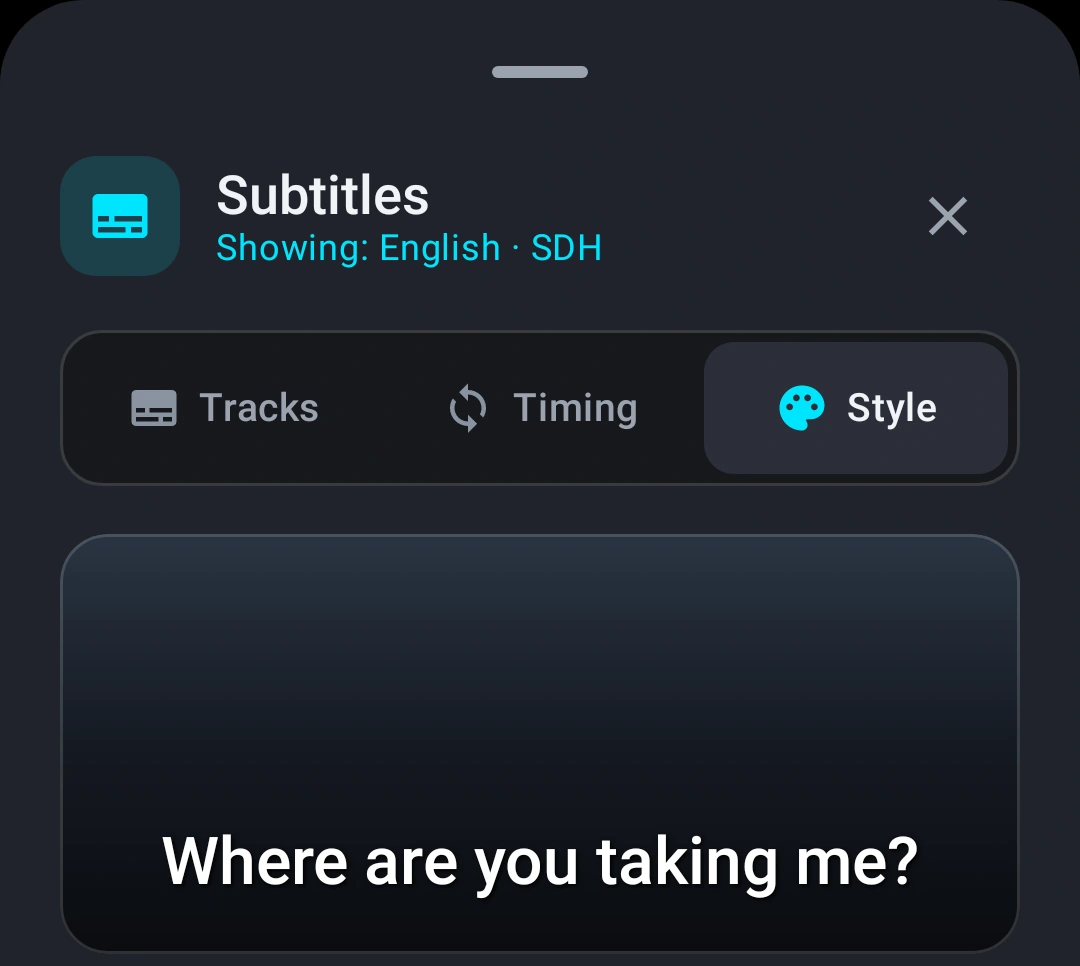 Subtitles
Showing: English · SDH
Tracks
Timing
Style
Where are you taking me?